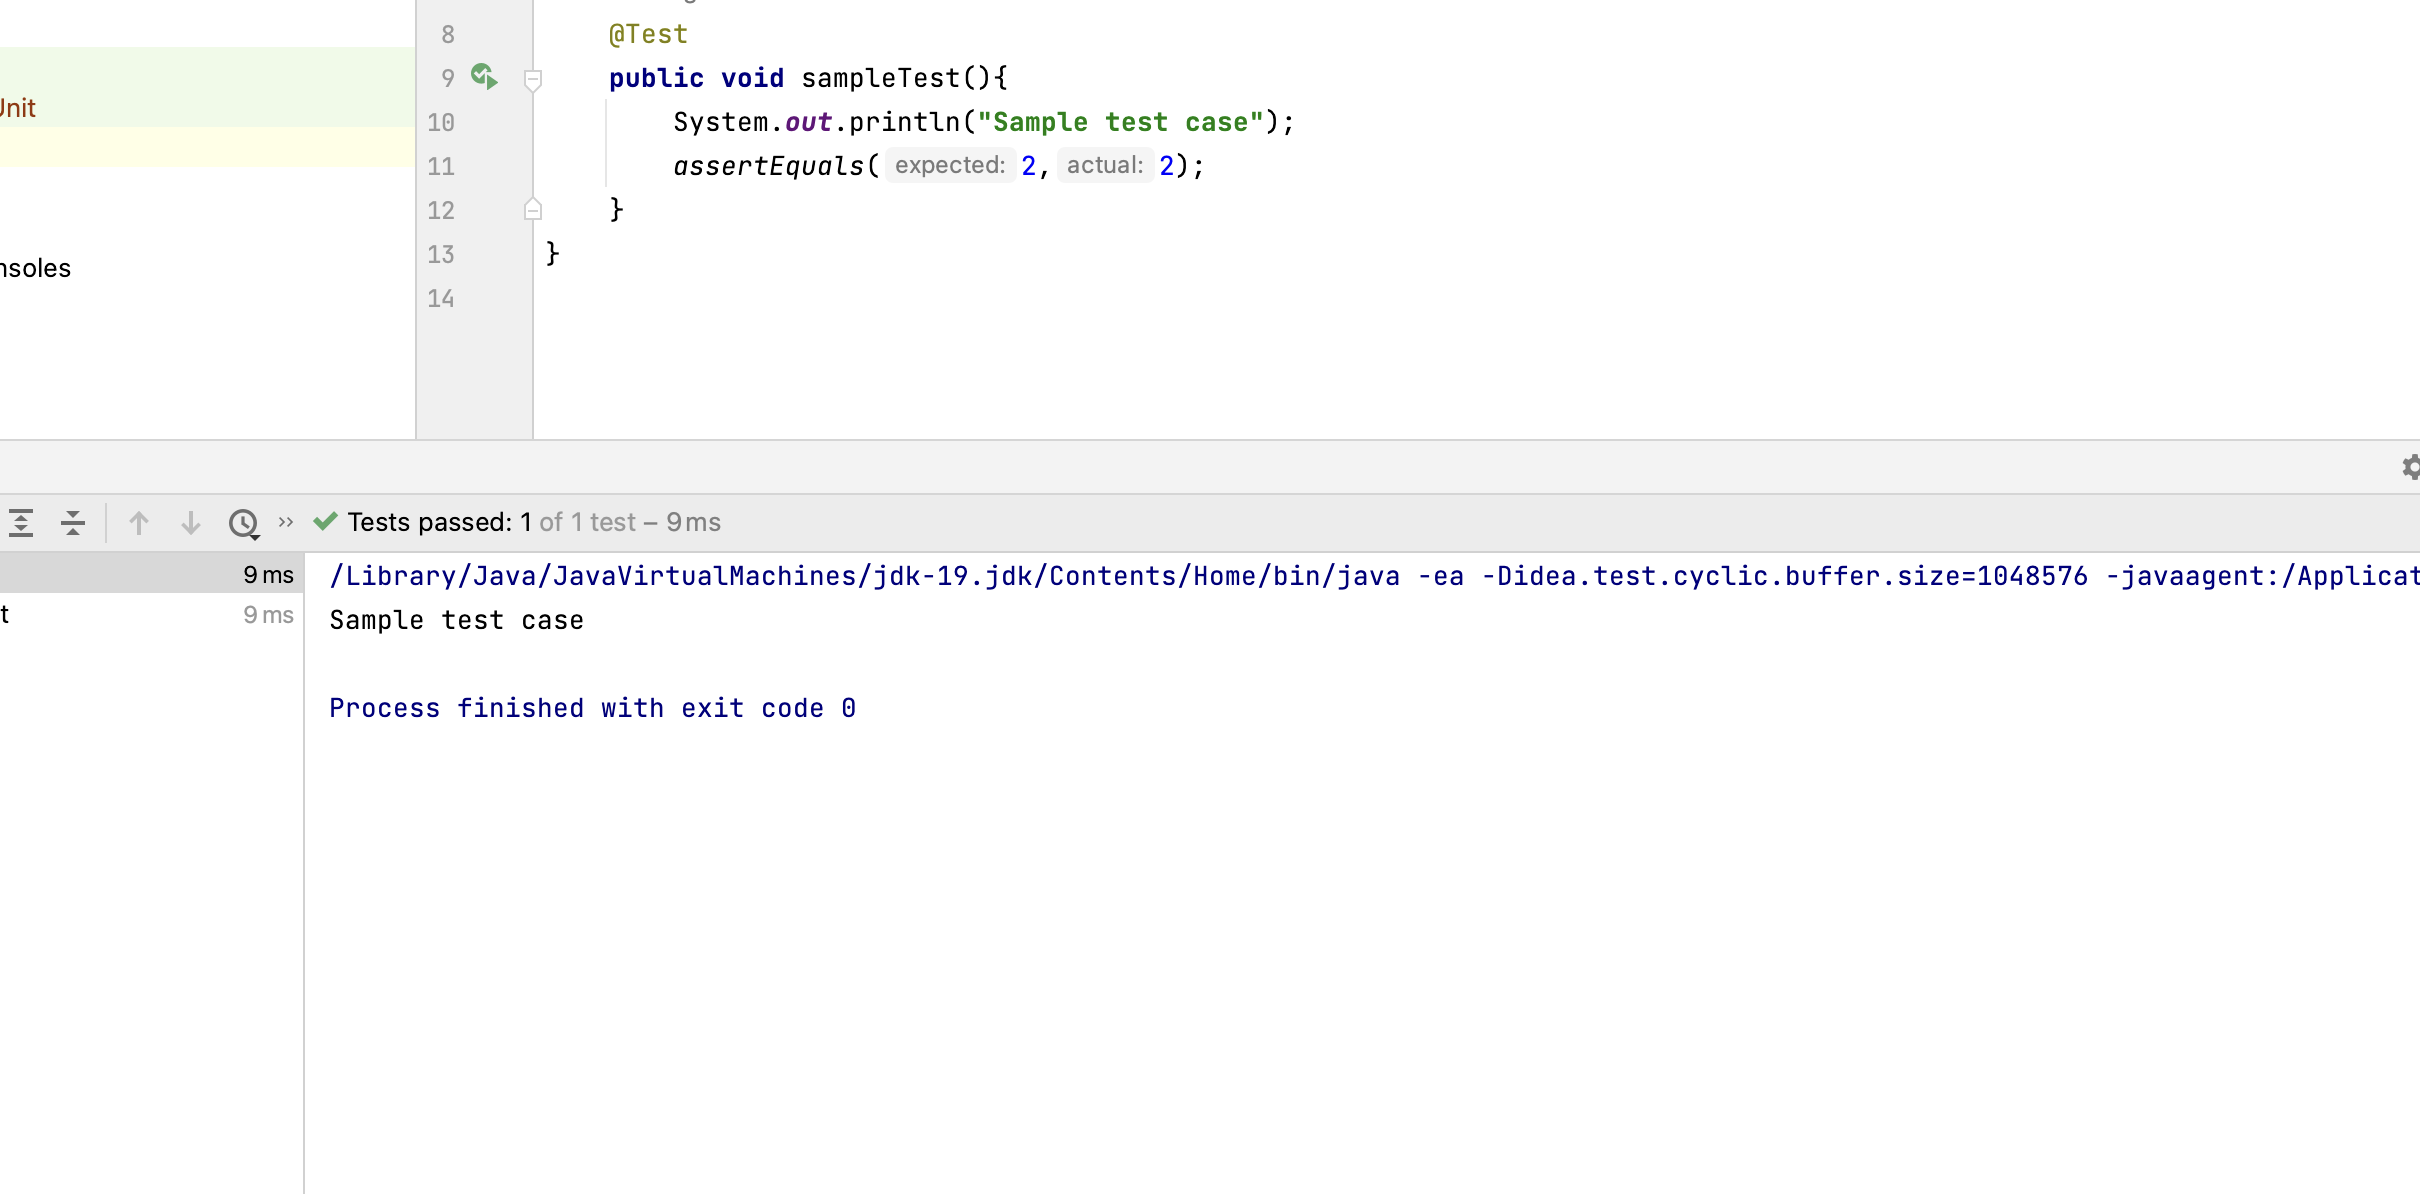 8 @Test
9 public void sampleTest(){
Unit
10 System.out.println("Sample test case");
11 assertEquals( expected: 2, actual: 2);
12 }
13 }
nsoles
14
Tests passed: 1 of 1 test – 9 ms
9 ms /Library/Java/JavaVirtualMachines/jdk-19.jdk/Contents/Home/bin/java -ea -Didea.test.cyclic.buffer.size=1048576 -javaagent:/Applicat
t 9 ms Sample test case
Process finished with exit code 0